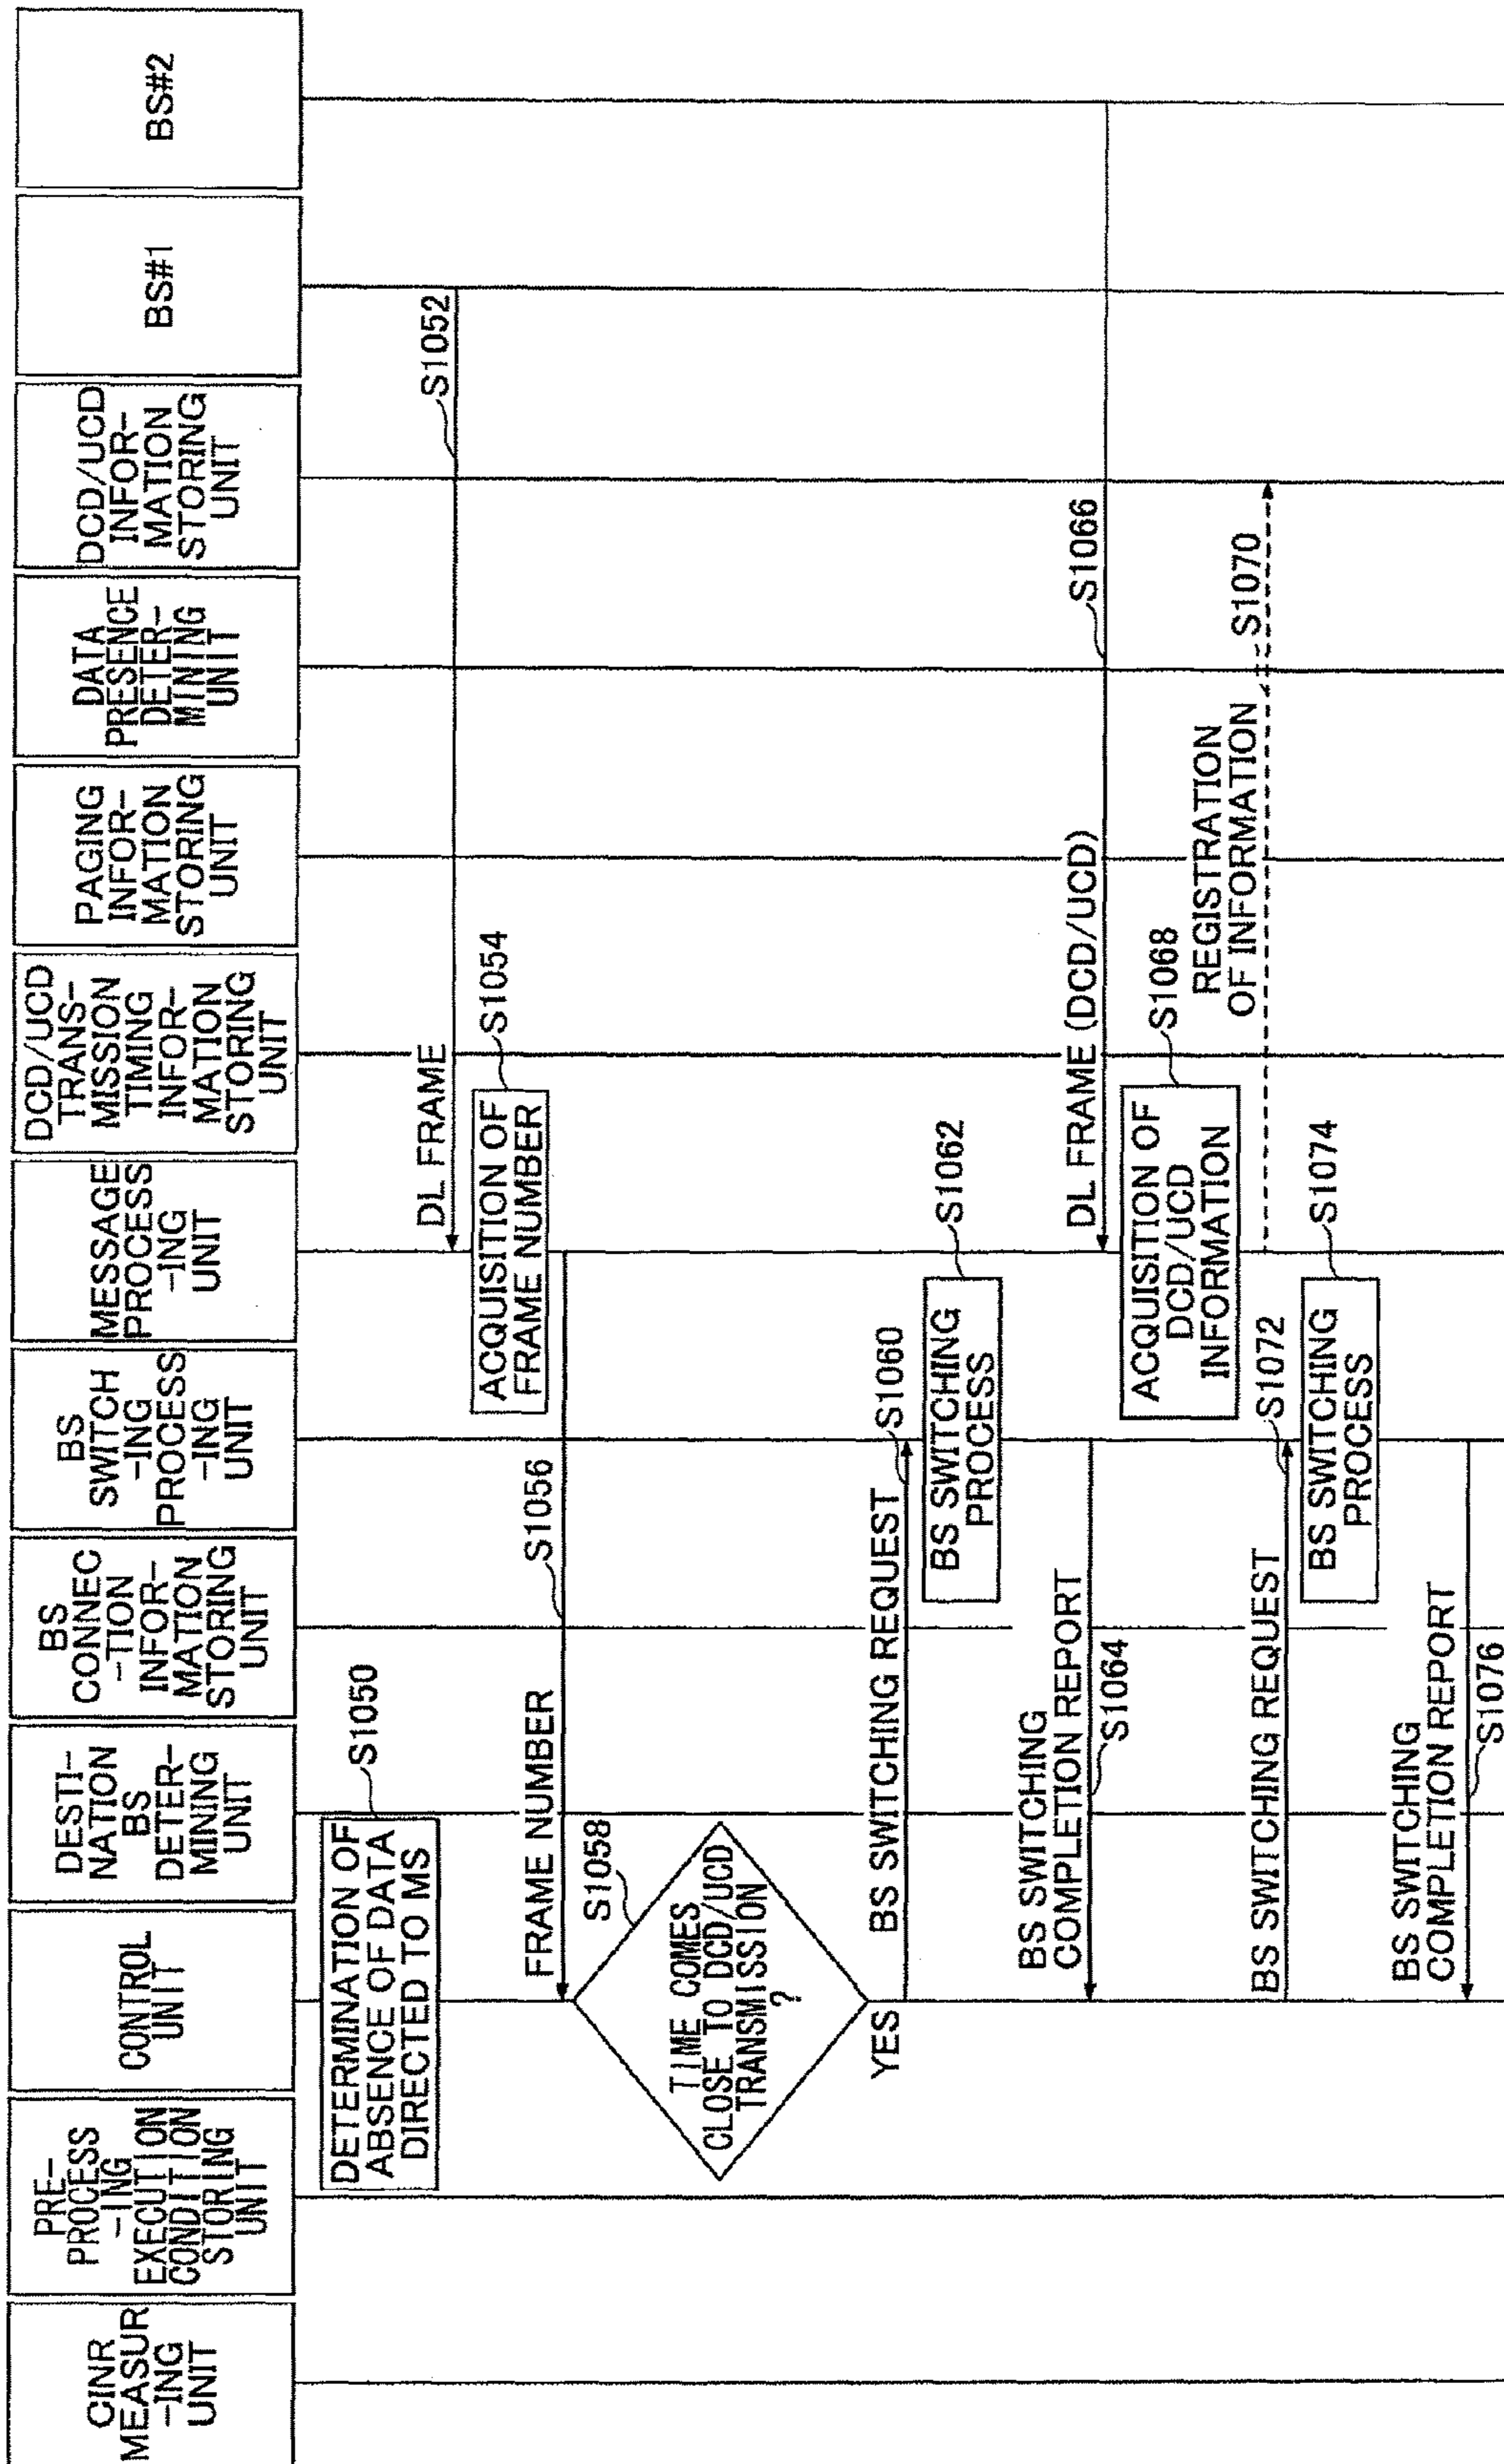 CINR
MEASUR
-ING
UNIT
PRE-
PROCESS
-ING
EXECUTION
CONDITION
STORING
UNIT
CONTROL
UNIT
DESTI-
NATION
BS
DETER-
MINING
UNIT
BS
CONNEC
-TION
INFOR-
MATION
STORING
UNIT
BS
SWITCH
-ING
PROCESS
-ING
UNIT
MESSAGE
PROCESS
-ING
UNIT
DCD/UCD
TRANS-
MISSION
TIMING
INFOR-
MATION
STORING
UNIT
PAGING
INFOR-
MATION
STORING
UNIT
DATA
PRESENCE
DETER-
MINING
UNIT
DCD/UCD
INFOR-
MATION
STORING
UNIT
BS#1
BS#2
DETERMINATION OF
ABSENCE OF DATA
DIRECTED TO MS
S1050
DL FRAME
S1052
ACQUISITION OF
FRAME NUMBER
S1054
FRAME NUMBER
S1056
TIME COMES
CLOSE TO DCD/UCD
TRANSMISSION
?
S1058
YES
BS SWITCHING REQUEST
S1060
BS SWITCHING
PROCESS
S1062
BS SWITCHING
COMPLETION REPORT
S1064
DL FRAME (DCD/UCD)
S1066
ACQUISITION OF
DCD/UCD
INFORMATION
S1068
REGISTRATION
OF INFORMATION
S1070
BS SWITCHING REQUEST
S1072
BS SWITCHING
PROCESS
S1074
BS SWITCHING
COMPLETION REPORT
S1076